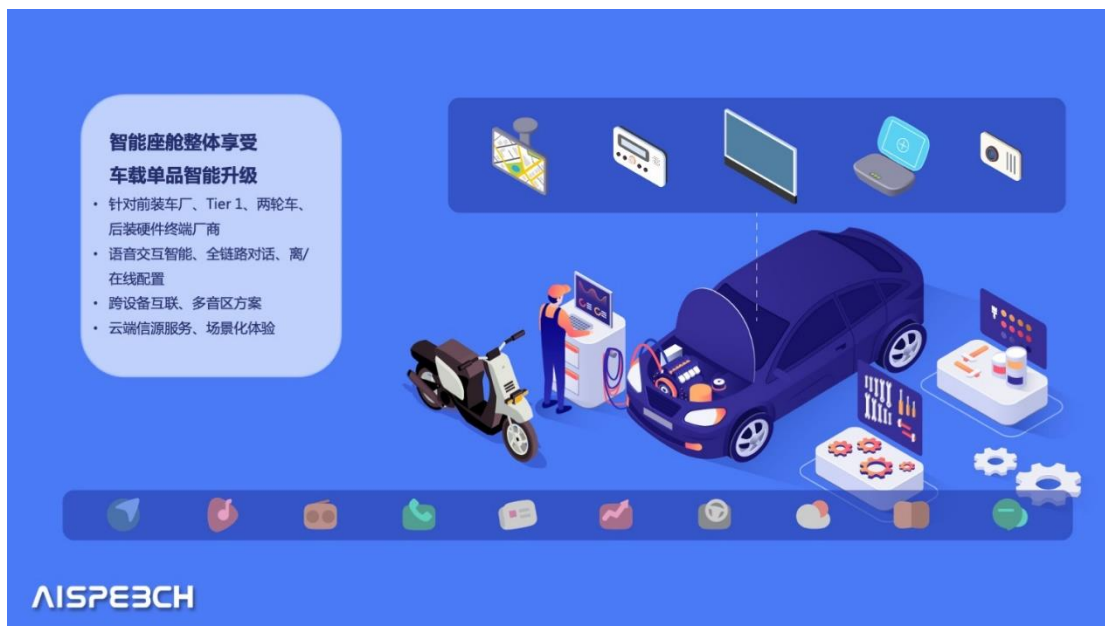 智能座舱整体享受
车载单品智能升级
• 针对前装车厂、Tier 1、两轮车、
后装硬件终端厂商
• 语音交互智能、全链路对话、离/
在线配置
• 跨设备互联、多音区方案
• 云端信源服务、场景化体验
AISPEECH